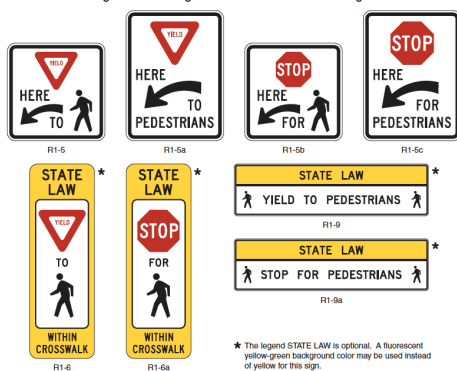 YIELD
HERE
TO
R1-5
YIELD
HERE
TO
PEDESTRIANS
R1-5a
STOP
HERE
FOR
R1-5b
STOP
HERE
FOR
PEDESTRIANS
R1-5c
STATE
LAW
*
YIELD
TO
WITHIN
CROSSWALK
R1-6
STATE
LAW
*
STOP
FOR
WITHIN
CROSSWALK
R1-6a
STATE LAW
*
YIELD TO PEDESTRIANS
R1-9
STATE LAW
*
STOP FOR PEDESTRIANS
R1-9a
* The legend STATE LAW is optional. A fluorescent
yellow-green background color may be used instead
of yellow for this sign.